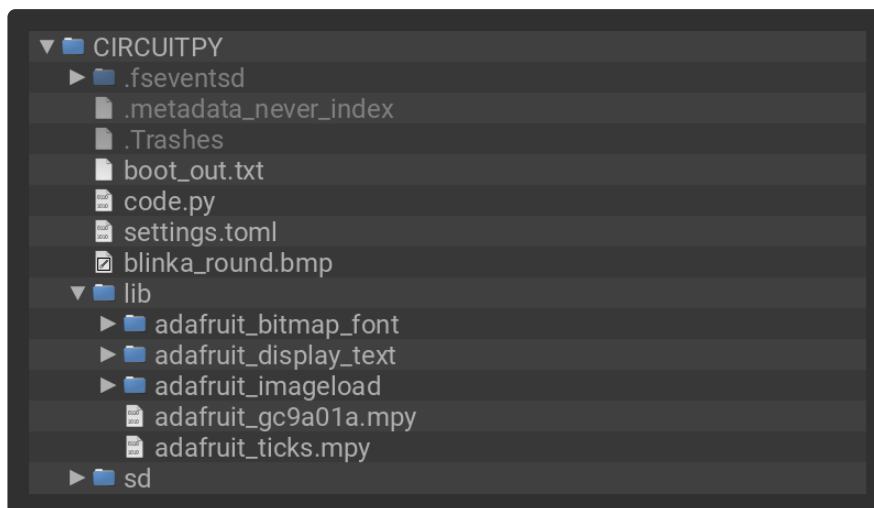 CIRCUITPY
.fseventsd
.metadata_never_index
.Trashes
boot_out.txt
code.py
settings.toml
blinka_round.bmp
lib
adafruit_bitmap_font
adafruit_display_text
adafruit_imageload
adafruit_gc9a01a.mpy
adafruit_ticks.mpy
sd